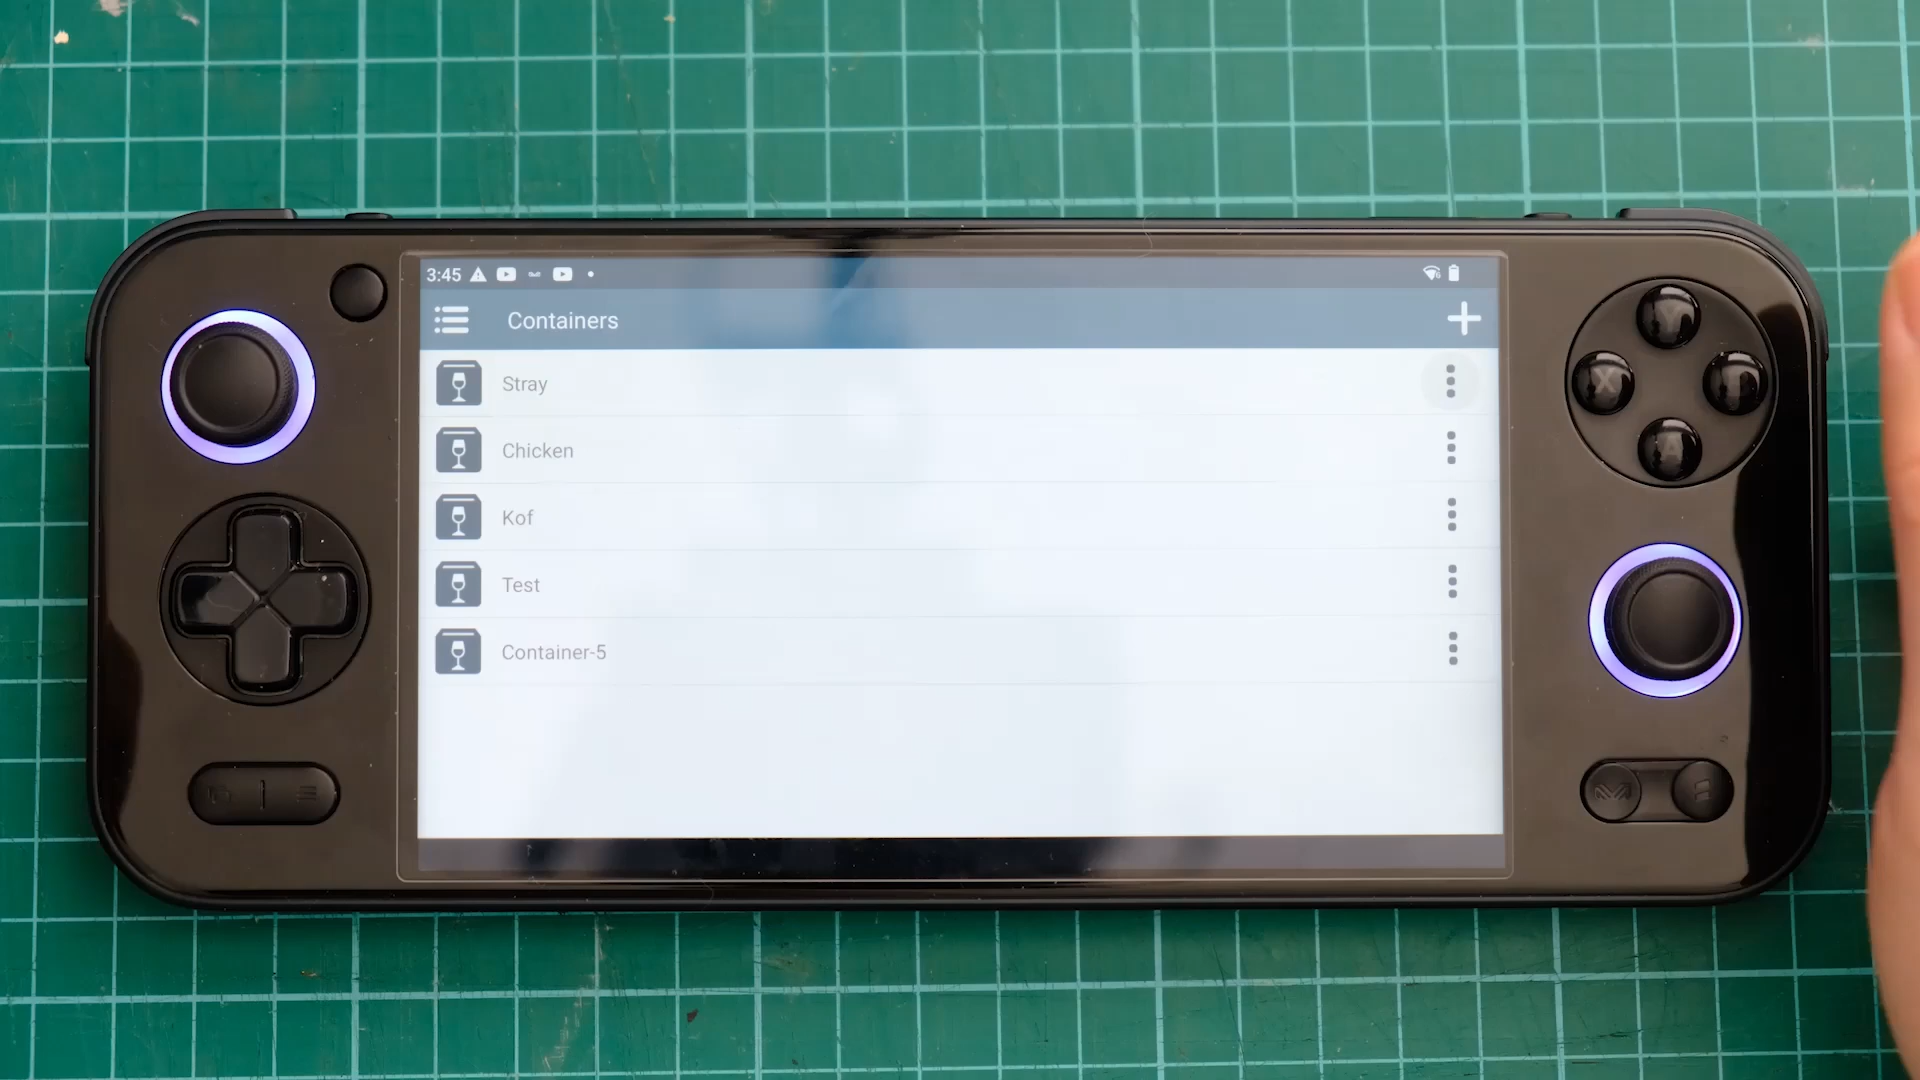 3:45
Containers
Stray
Chicken
Kof
Test
Container-5
Y
X
A